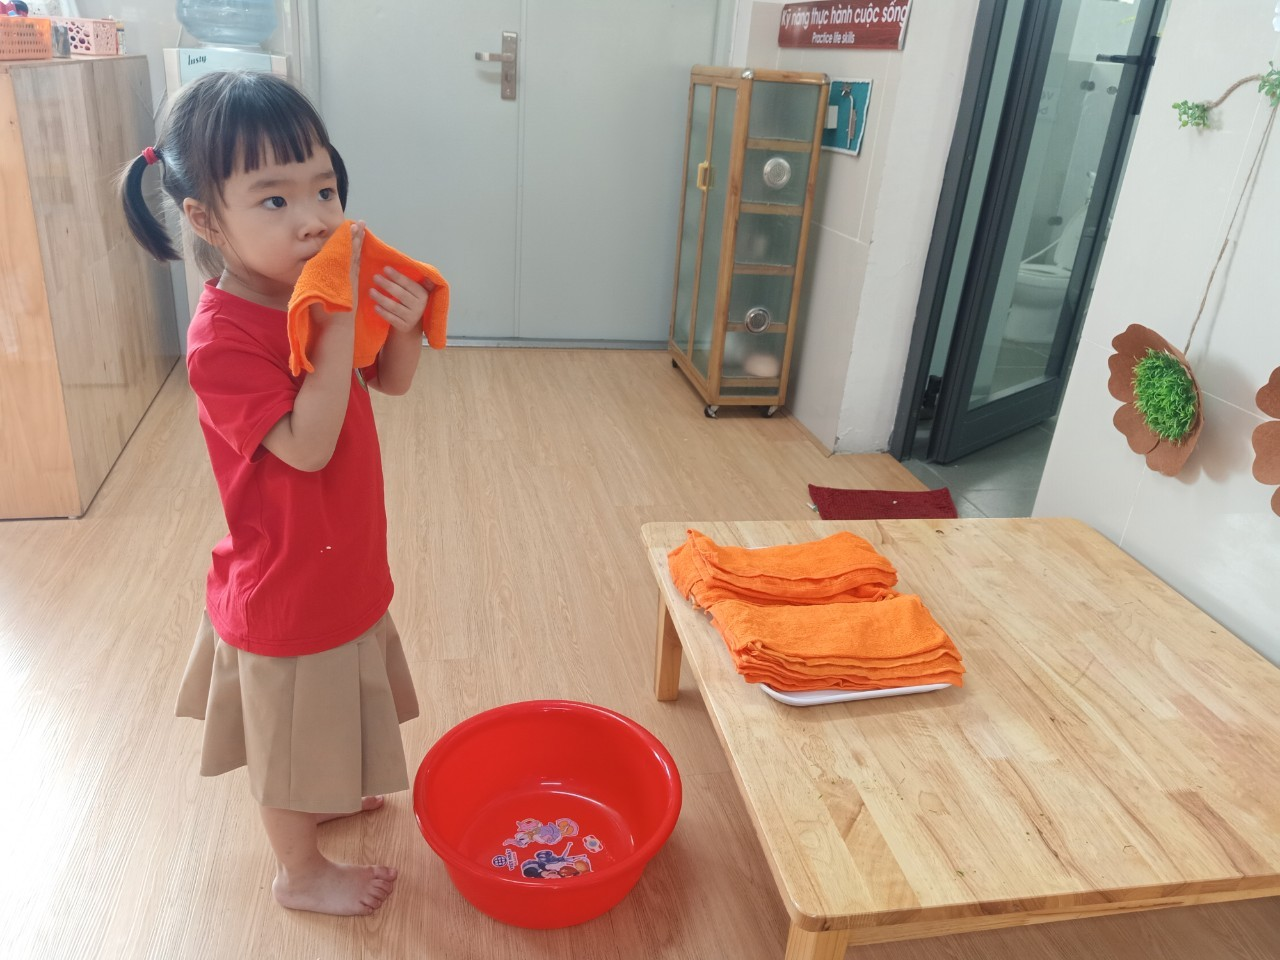 Kỹ năng thực hành cuộc sống
Practice life skills